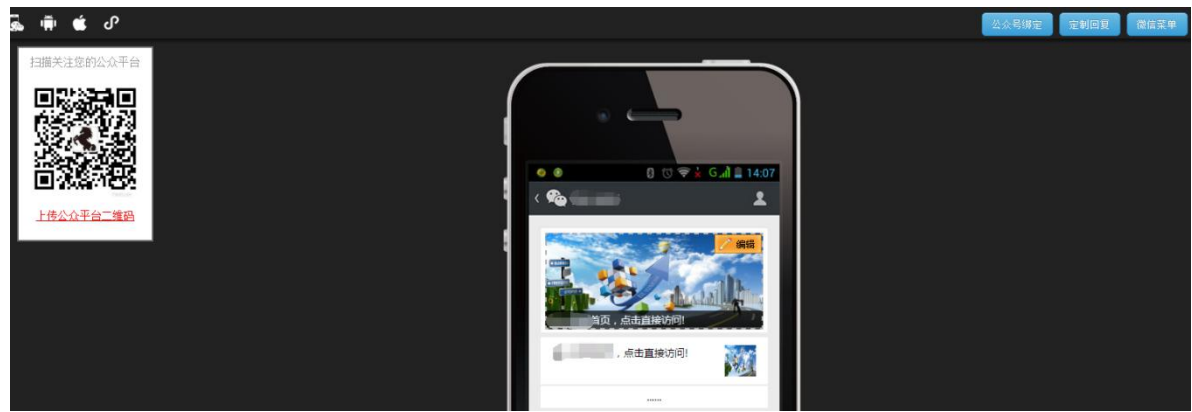 公众号绑定 定制回复 微信菜单
扫描关注您的公众平台
上传公众平台二维码
G 14:07
编辑
首页，点击直接访问!
，点击直接访问!
......